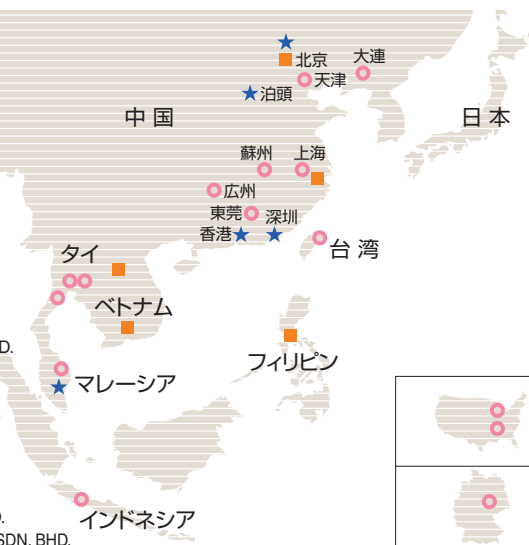 北京
大連
天津
泊頭
中国
日本
蘇州
上海
広州
東莞
深圳
香港
台湾
タイ
ベトナム
D.
フィリピン
マレーシア
D.
インドネシア
SDN. BHD.